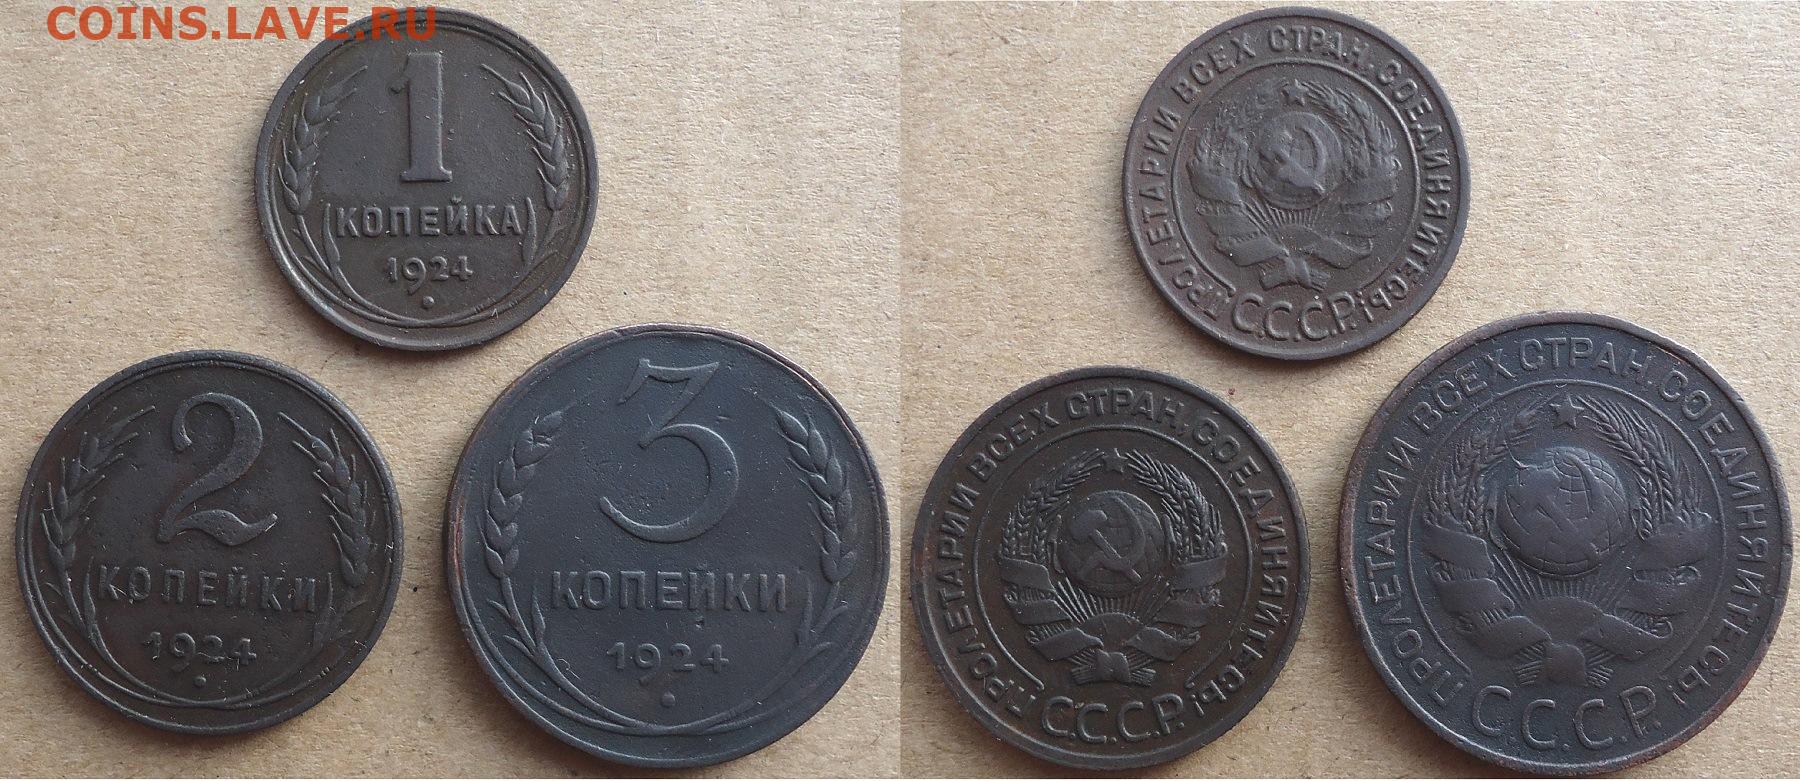 COINS.LAVE.RU
1
КОПЕЙКА
1924
2
КОПЕЙКИ
1924
3
КОПЕЙКИ
1924
ПРОЛЕТАРИИ ВСЕХ СТРАН, СОЕДИНЯЙТЕСЬ!
С.С.С.Р.
ПРОЛЕТАРИИ ВСЕХ СТРАН, СОЕДИНЯЙТЕСЬ!
С.С.С.Р.
ПРОЛЕТАРИИ ВСЕХ СТРАН, СОЕДИНЯЙТЕСЬ!
С.С.С.Р.